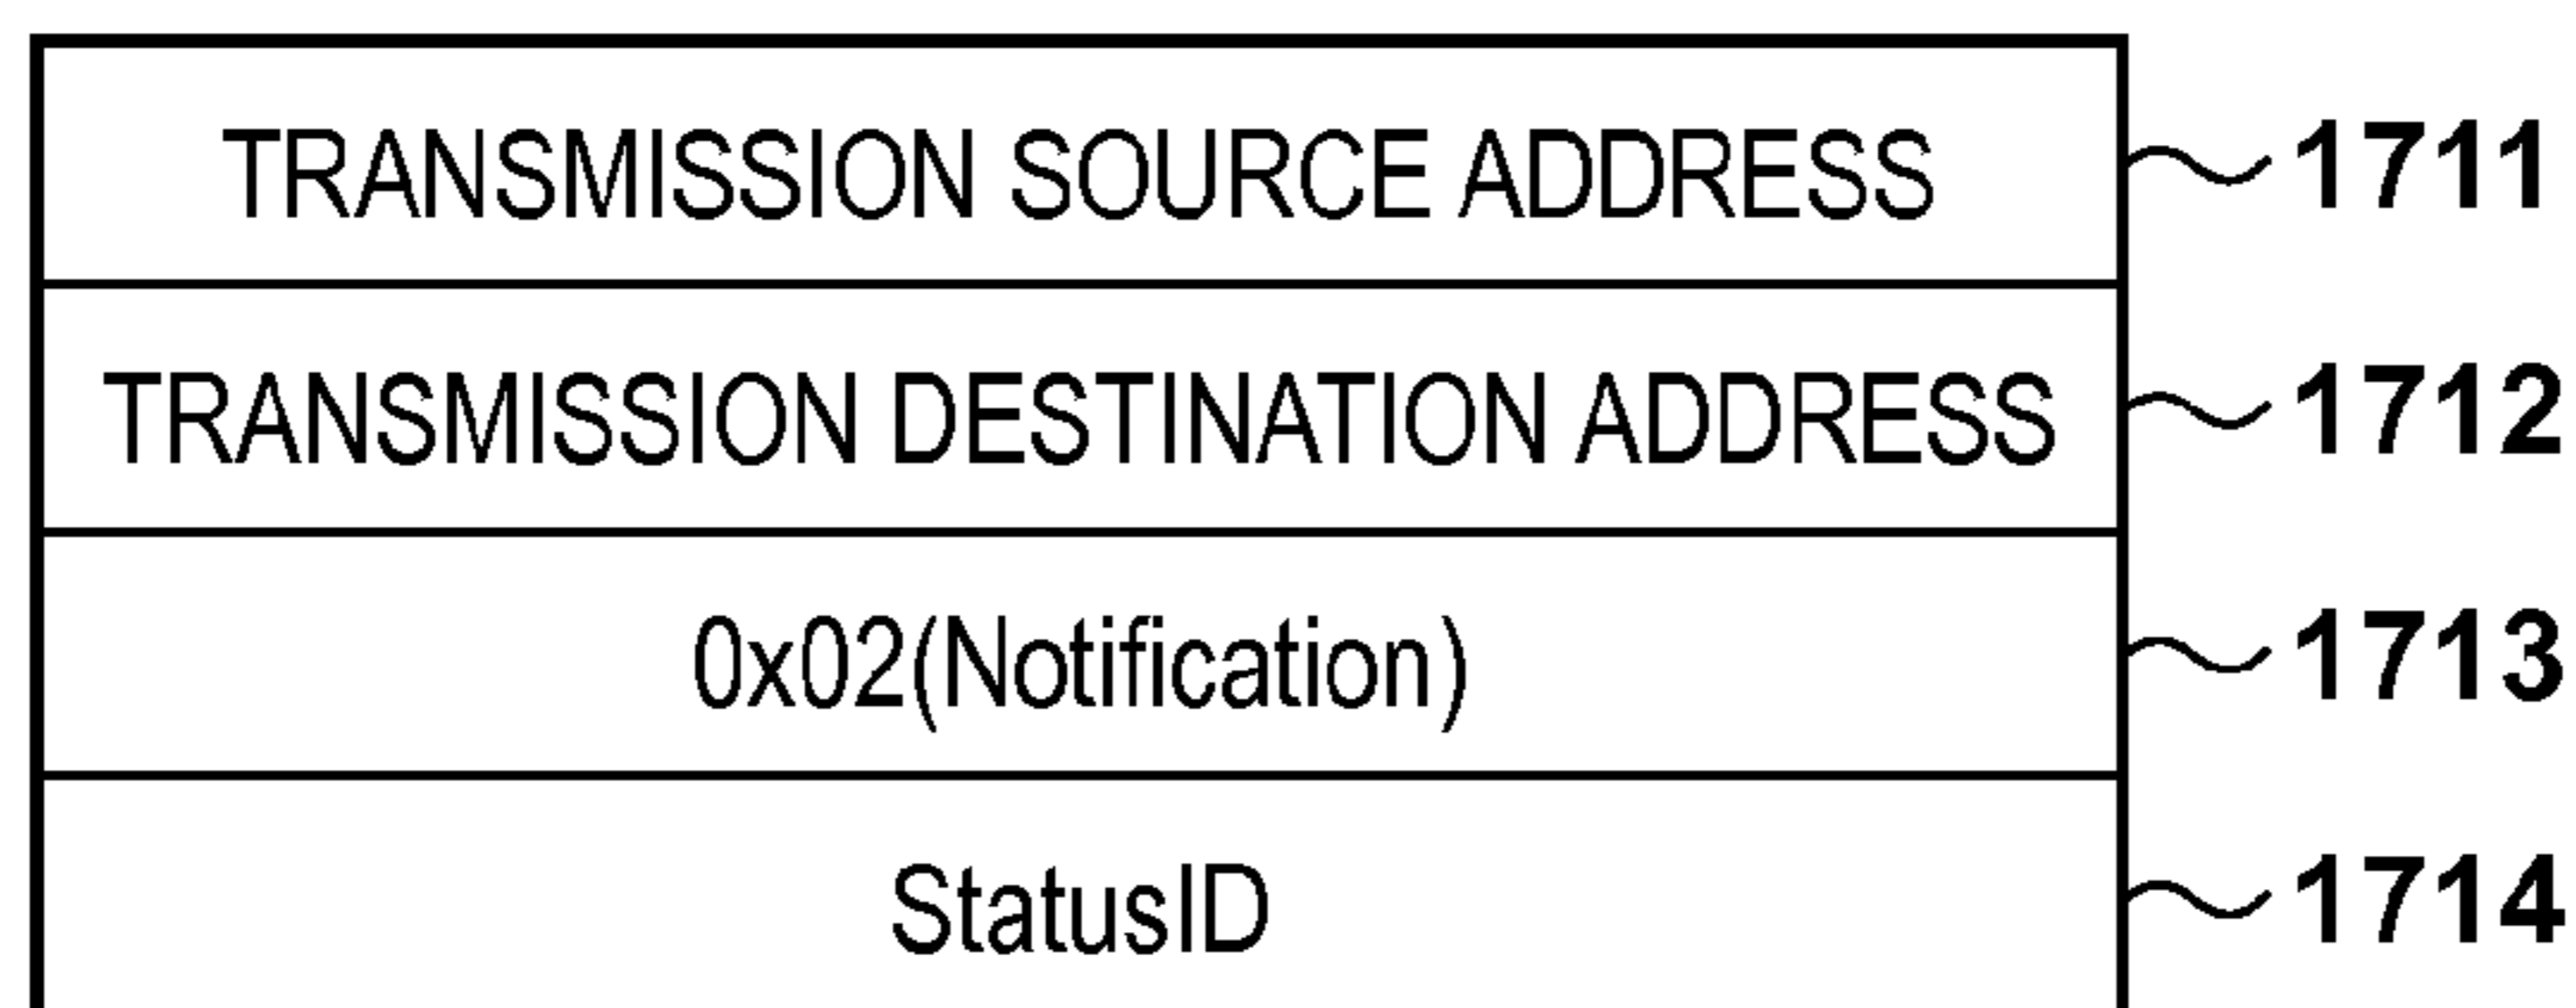 TRANSMISSION SOURCE ADDRESS 1711
TRANSMISSION DESTINATION ADDRESS 1712
0x02(Notification) 1713
StatusID 1714